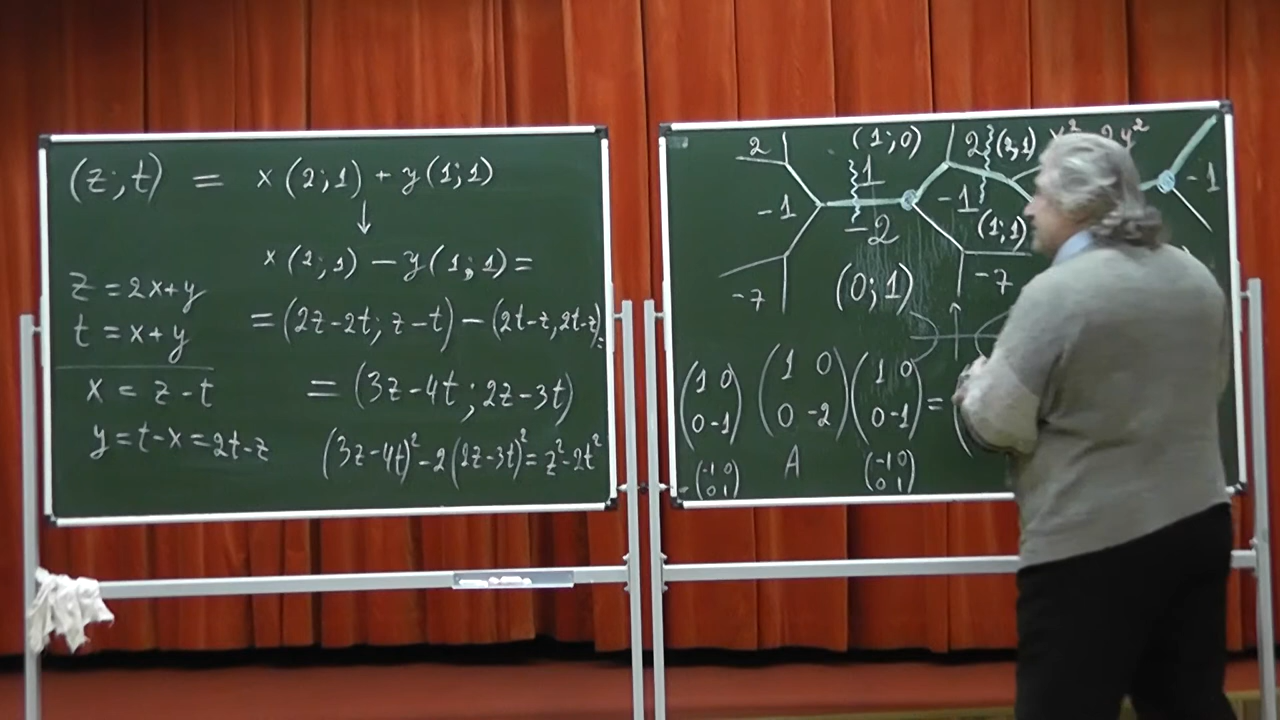 (z;t) = x(2;1) + y(1;1)
↓
x(2;1) - y(1;1) =
z = 2x+y
= (2z-2t; z-t) - (2t-z, 2t-z) =
t = x+y
x = z-t
= (3z-4t; 2z-3t)
y = t-x = 2t-z
(3z-4t)² - 2(2z-3t)² = z² - 2t²
2
(1;0)
2
(2,1)
1
-1
-2
-1
-1
(1;1)
-7
(0;1)
-7
(1 0
0 -1)
(1 0
0 -2)
(1 0
0 -1) =
-(-1 0
0 1)
A
(-1 0
0 1)